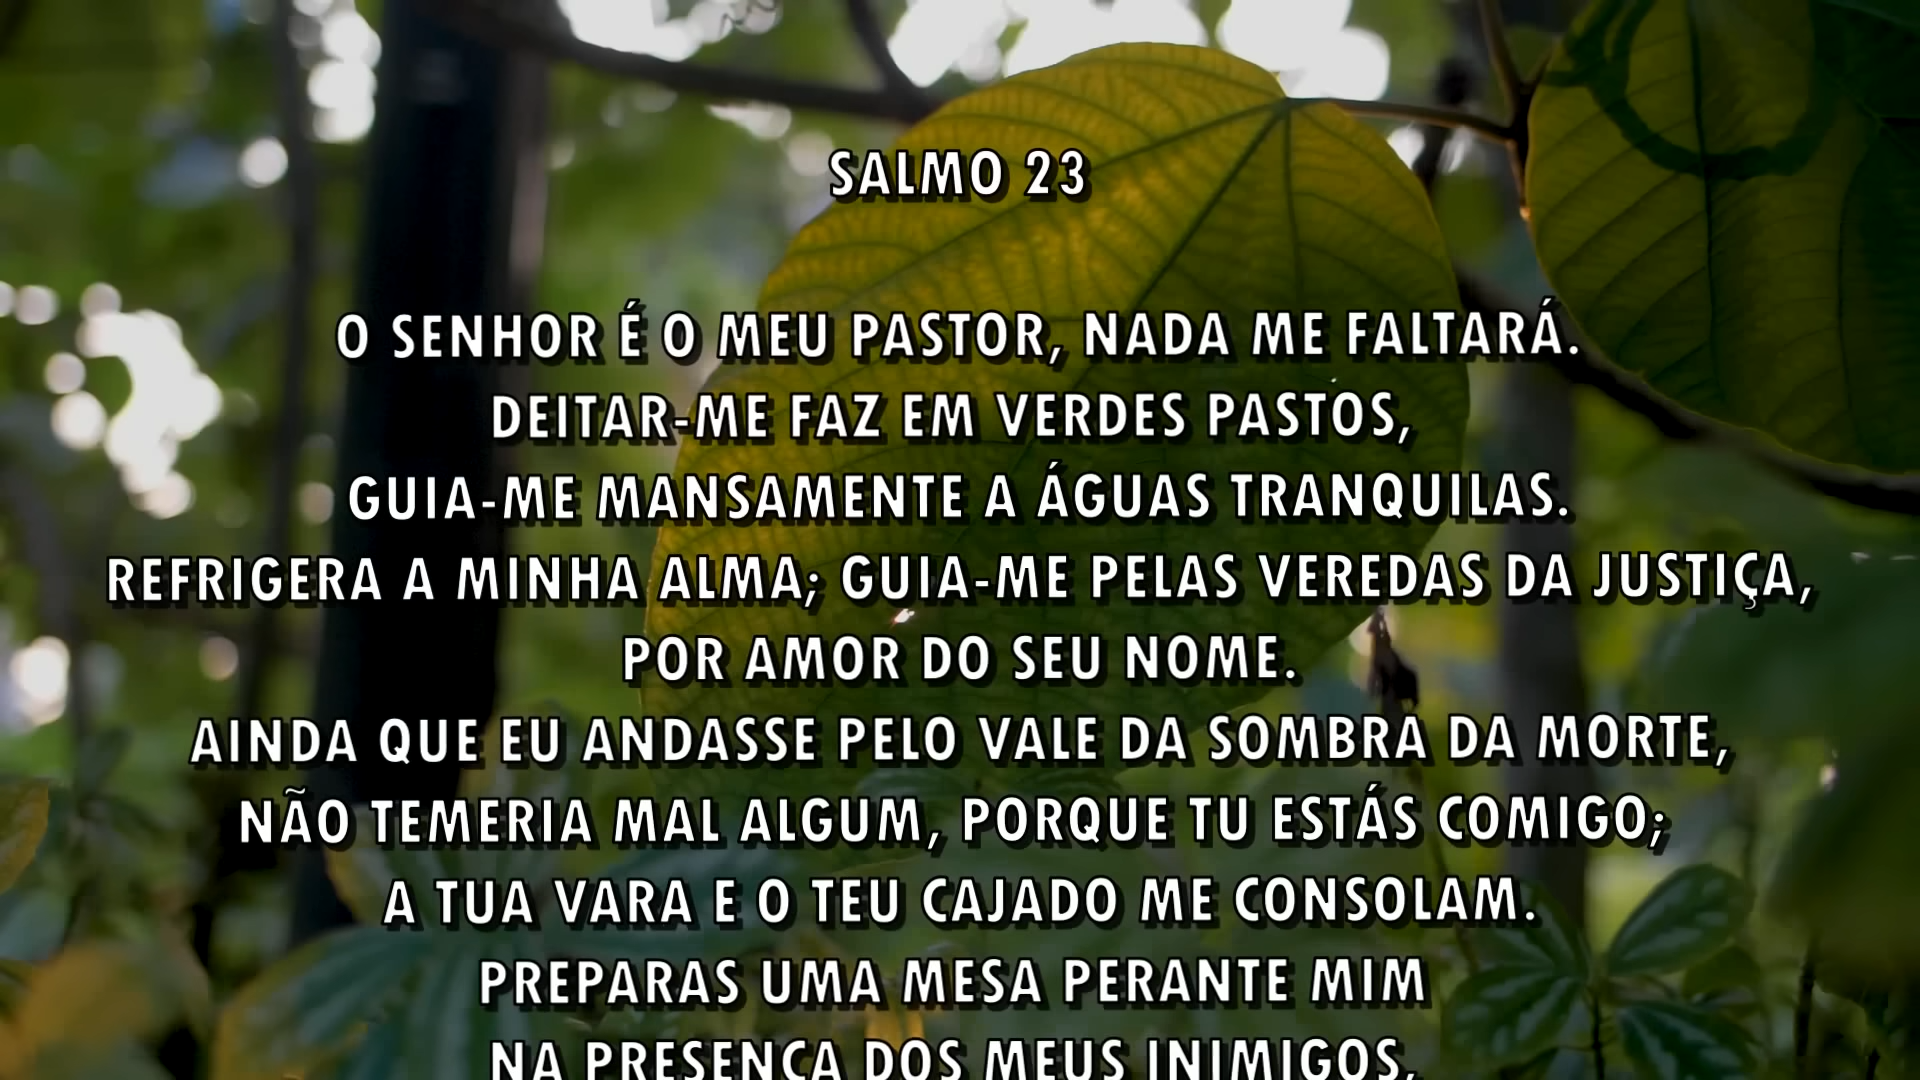 SALMO 23
O SENHOR É O MEU PASTOR, NADA ME FALTARÁ.
DEITAR-ME FAZ EM VERDES PASTOS,
GUIA-ME MANSAMENTE A ÁGUAS TRANQUILAS.
REFRIGERA A MINHA ALMA; GUIA-ME PELAS VEREDAS DA JUSTIÇA,
POR AMOR DO SEU NOME.
AINDA QUE EU ANDASSE PELO VALE DA SOMBRA DA MORTE,
NÃO TEMERIA MAL ALGUM, PORQUE TU ESTÁS COMIGO;
A TUA VARA E O TEU CAJADO ME CONSOLAM.
PREPARAS UMA MESA PERANTE MIM
NA PRESENÇA DOS MEUS INIMIGOS,